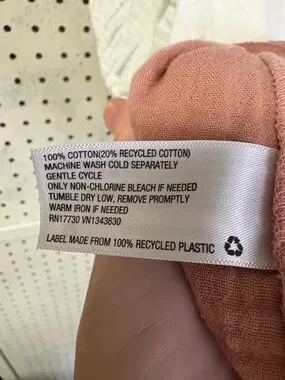 100% COTTON(20% RECYCLED COTTON)
MACHINE WASH COLD SEPARATELY
GENTLE CYCLE
ONLY NON-CHLORINE BLEACH IF NEEDED
TUMBLE DRY LOW, REMOVE PROMPTLY
WARM IRON IF NEEDED
RN17730 VN1343630
LABEL MADE FROM 100% RECYCLED PLASTIC